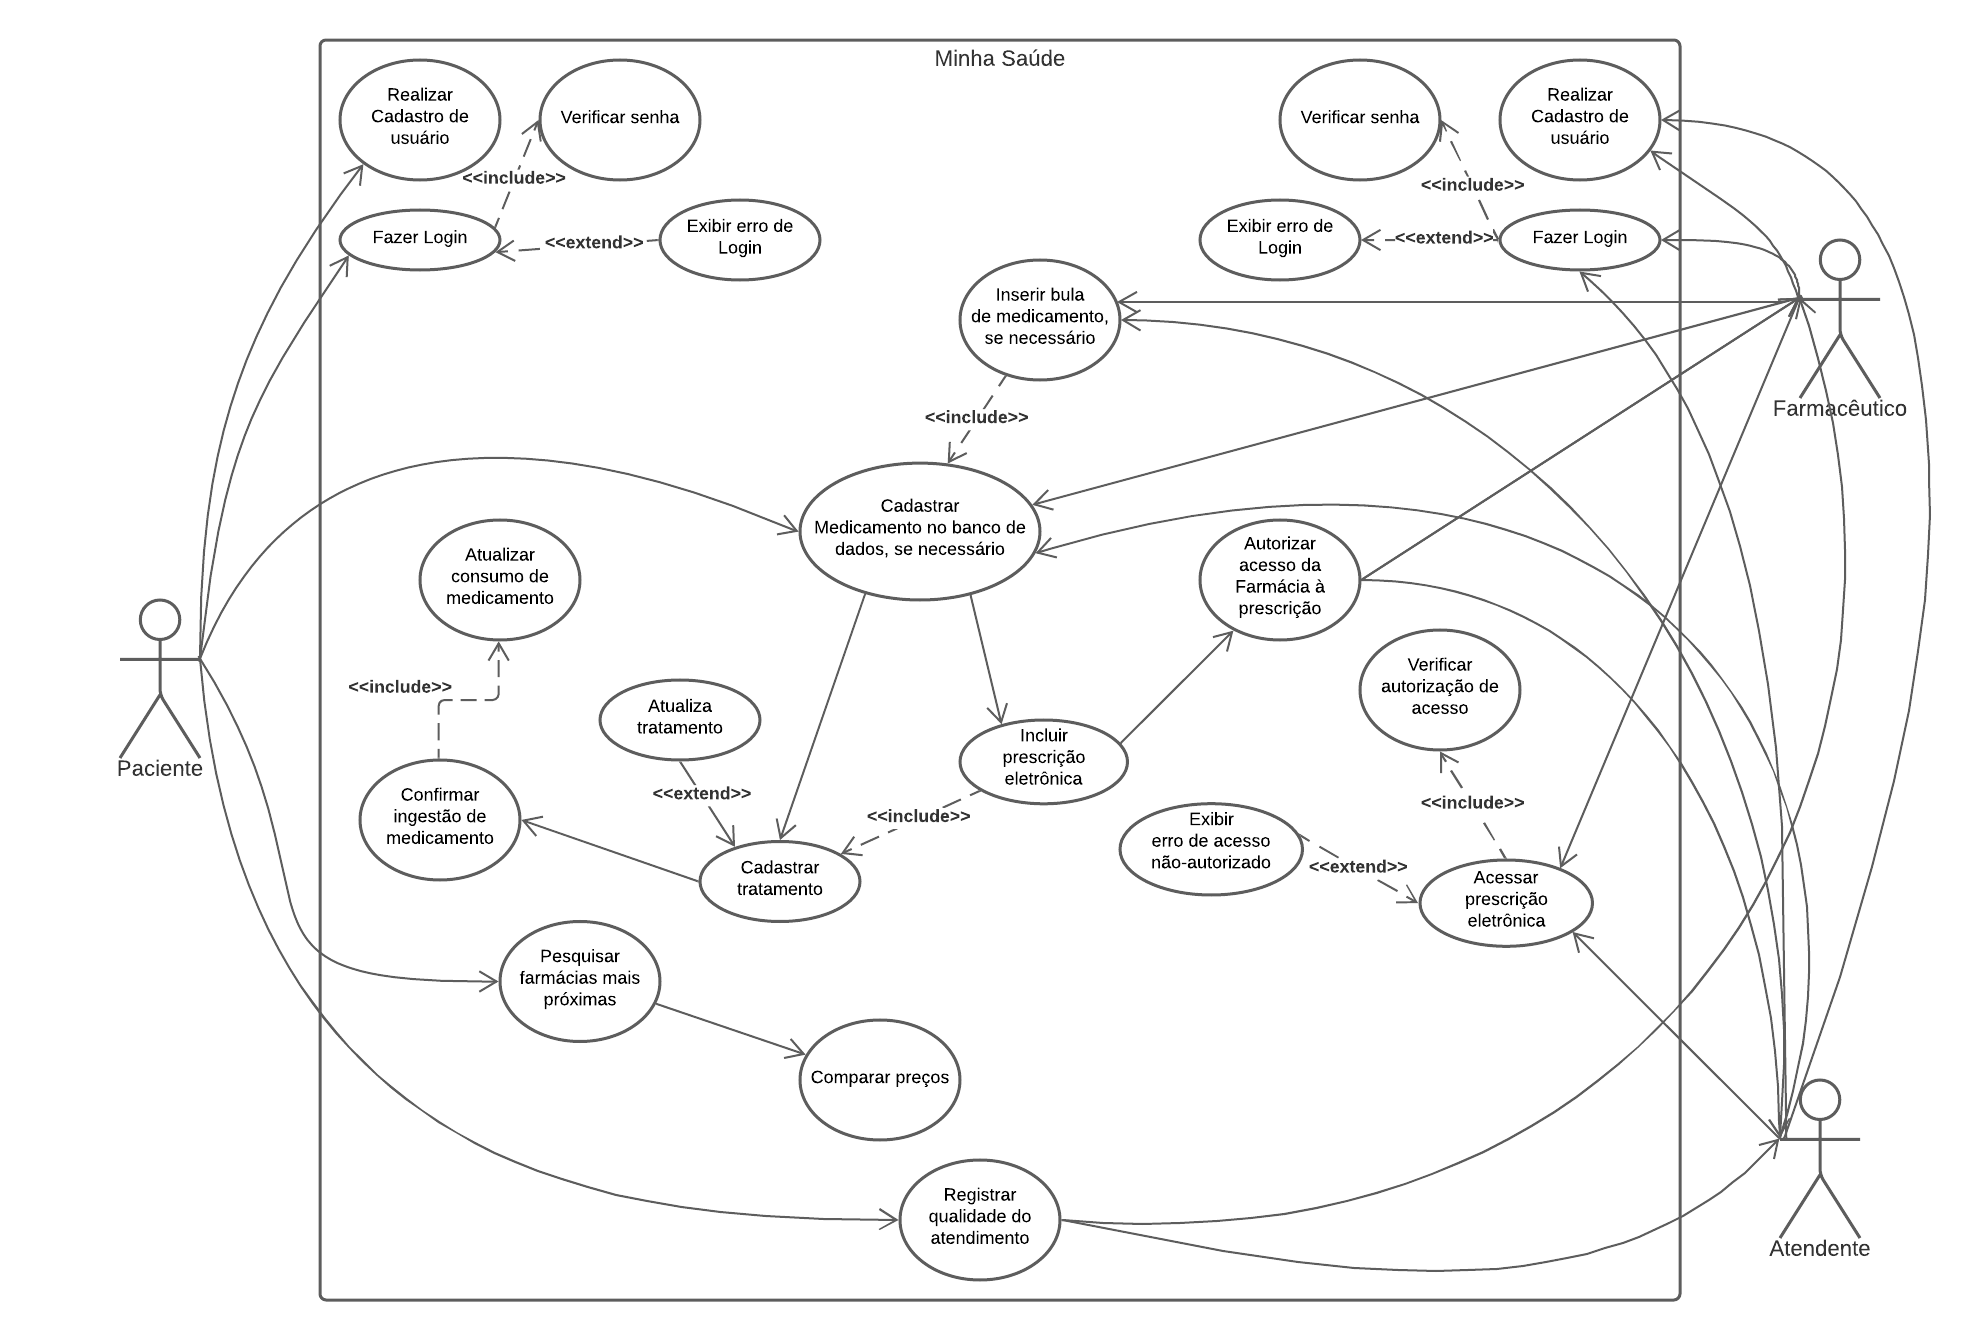 Minha Saúde
Realizar
Cadastro de
usuário
Verificar senha
Verificar senha
Realizar
Cadastro de
usuário
<<include>>
<<include>>
Fazer Login
<<extend>>
Exibir erro de
Login
Exibir erro de
Login
<<extend>>
Fazer Login
Inserir bula
de medicamento,
se necessário
Farmacêutico
<<include>>
Cadastrar
Medicamento no banco de
dados, se necessário
Atualizar
consumo de
medicamento
Autorizar
acesso da
Farmácia à
prescrição
Verificar
autorização de
acesso
<<include>>
Atualiza
tratamento
Incluir
prescrição
eletrônica
Paciente
<<extend>>
<<include>>
<<include>>
Confirmar
ingestão de
medicamento
Exibir
erro de acesso
não-autorizado
<<extend>>
Cadastrar
tratamento
Acessar
prescrição
eletrônica
Pesquisar
farmácias mais
próximas
Comparar preços
Registrar
qualidade do
atendimento
Atendente